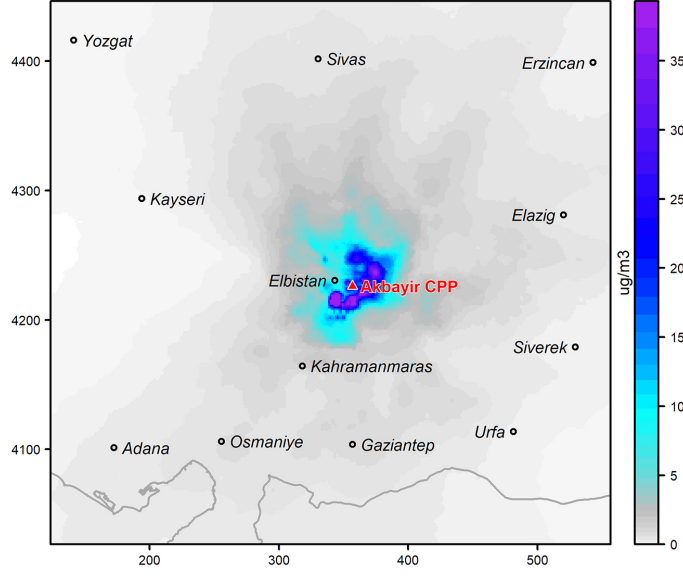 Yozgat
Sivas
Erzincan
Kayseri
Elazig
Elbistan
Akbayir CPP
Siverek
Kahramanmaras
Urfa
Adana
Osmaniye
Gaziantep
4400
4300
4200
4100
200
300
400
500
35
30
25
20
15
10
5
0
ug/m3